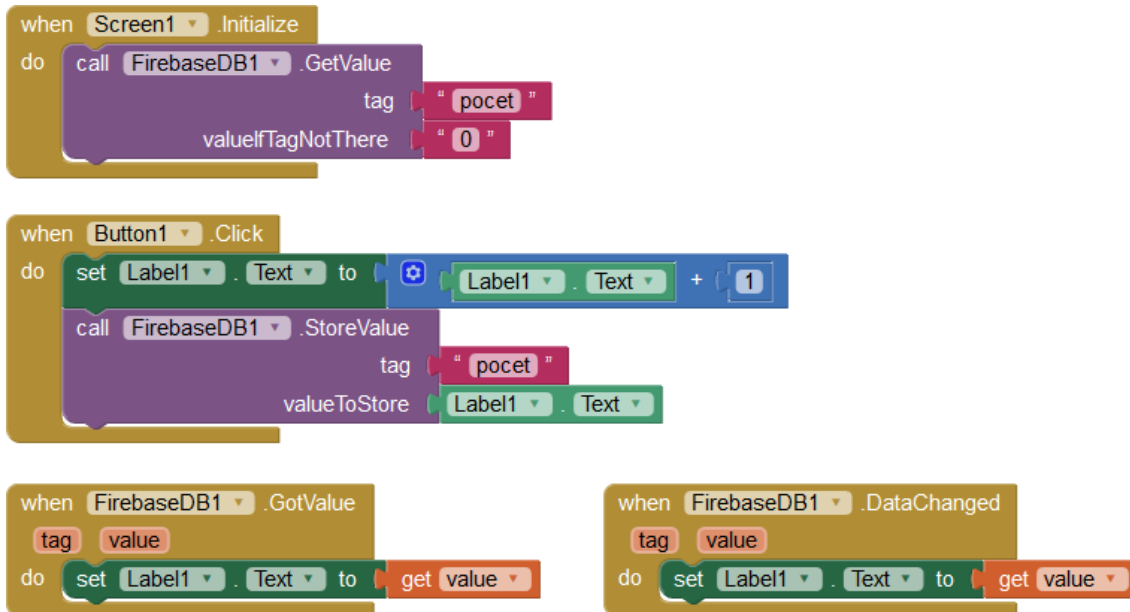 when Screen1 .Initialize
do call FirebaseDB1 .GetValue
tag " pocet "
valueIfTagNotThere " 0 "
when Button1 .Click
do set Label1 . Text to Label1 . Text + 1
call FirebaseDB1 .StoreValue
tag " pocet "
valueToStore Label1 . Text
when FirebaseDB1 .GotValue
tag value
do set Label1 . Text to get value
when FirebaseDB1 .DataChanged
tag value
do set Label1 . Text to get value